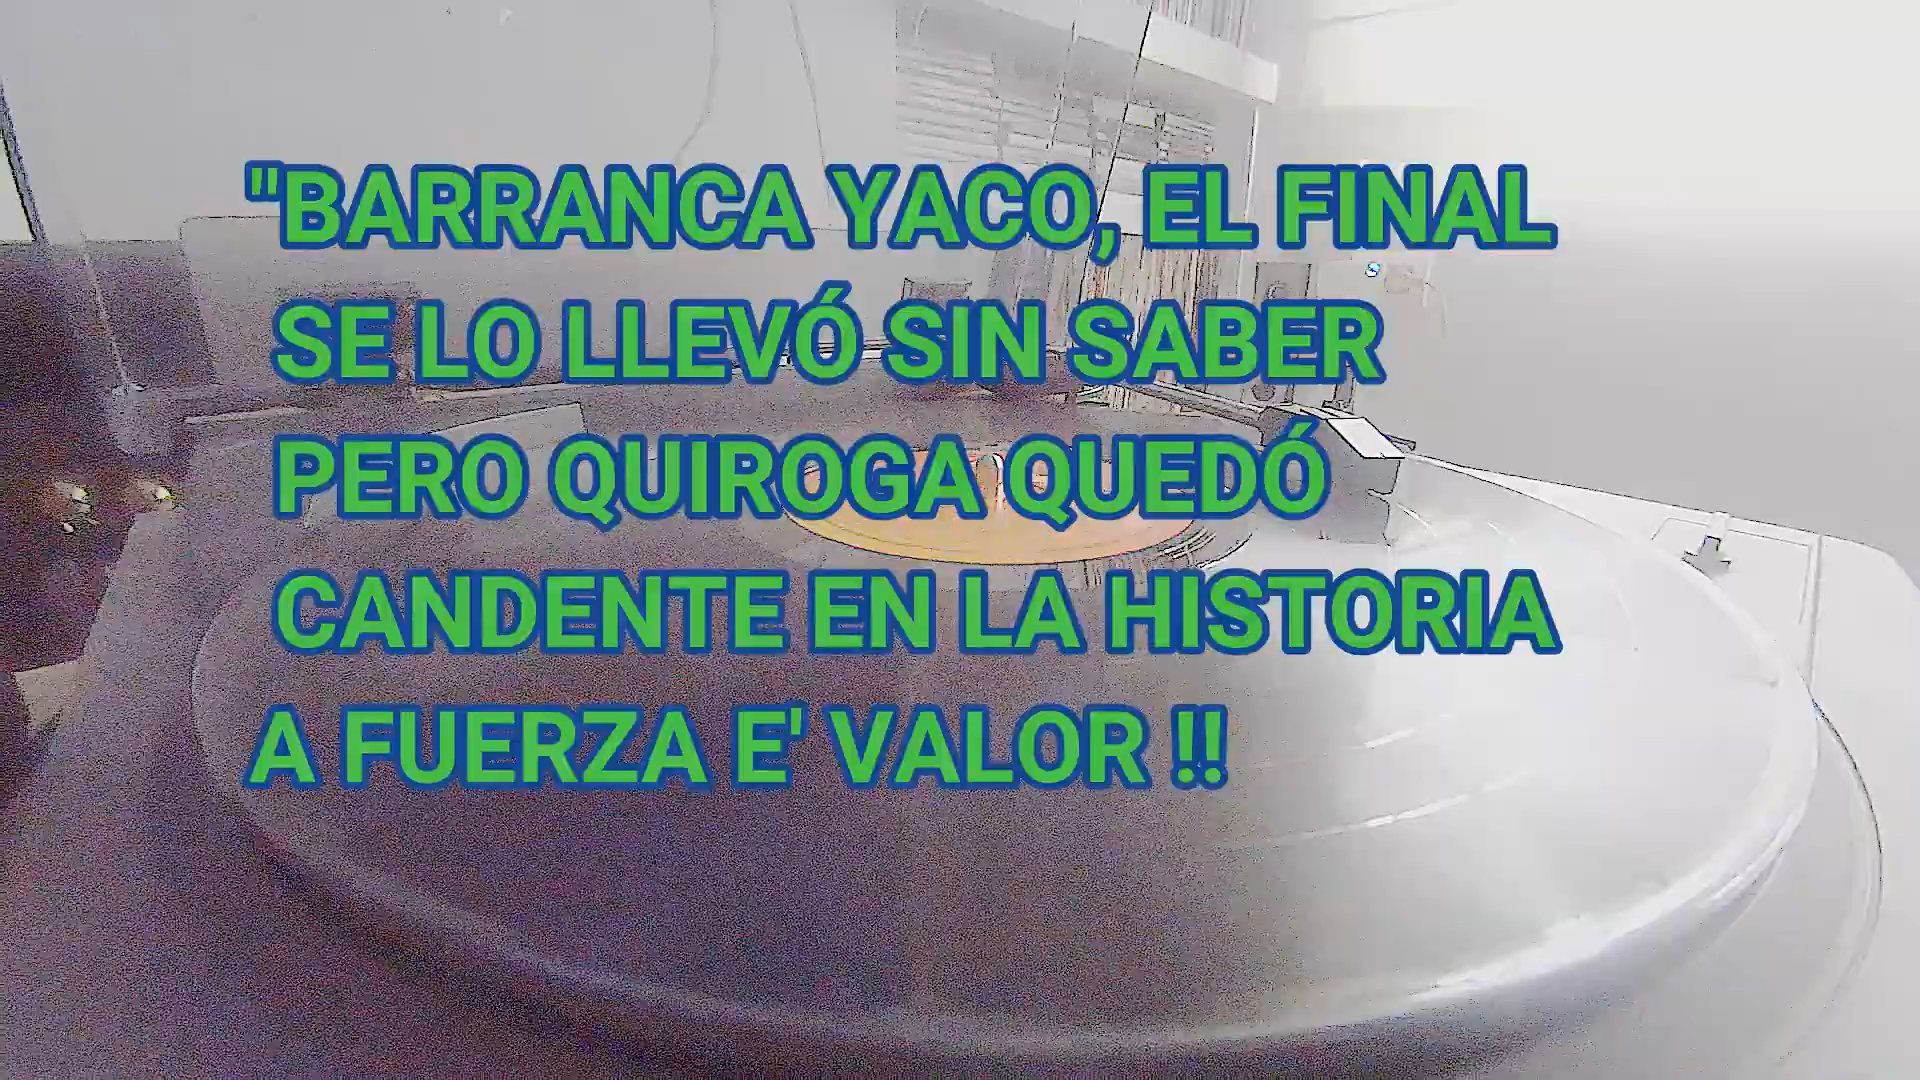 "BARRANCA YACO, EL FINAL
SE LO LLEVÓ SIN SABER
PERO QUIROGA QUEDÓ
CANDENTE EN LA HISTORIA
A FUERZA E' VALOR !!